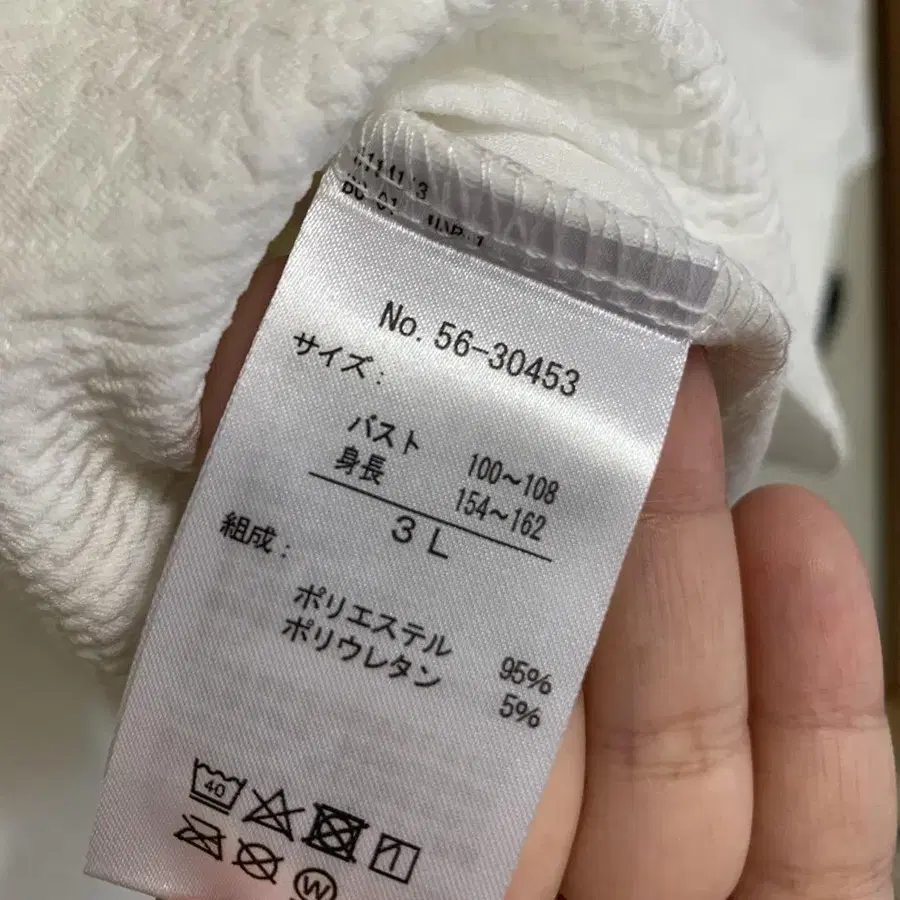 No. 56-30453
サイズ:
バスト 100~108
身長 154~162
3L
組成:
ポリエステル 95%
ポリウレタン 5%
40
W